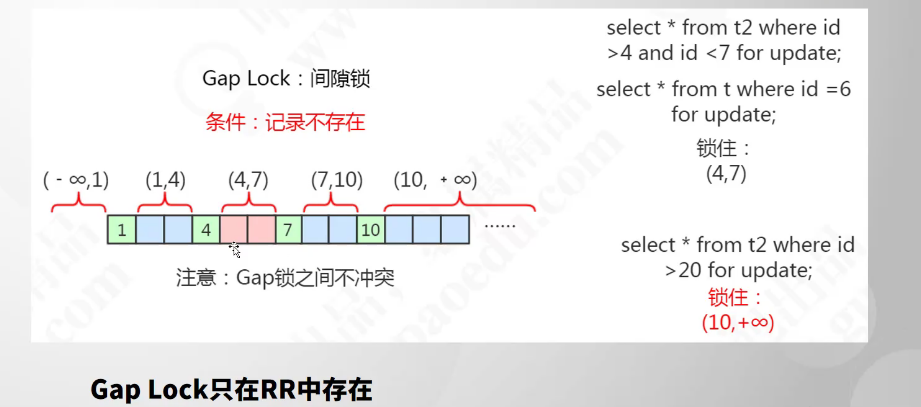 Gap Lock：间隙锁
条件：记录不存在
( - ∞,1)
(1,4)
(4,7)
(7,10)
(10, + ∞)
1
4
7
10
……
注意：Gap锁之间不冲突
select * from t2 where id
>4 and id <7 for update;
select * from t where id =6
for update;
锁住：
(4,7)
select * from t2 where id
>20 for update;
锁住：
(10,+∞)
Gap Lock只在RR中存在